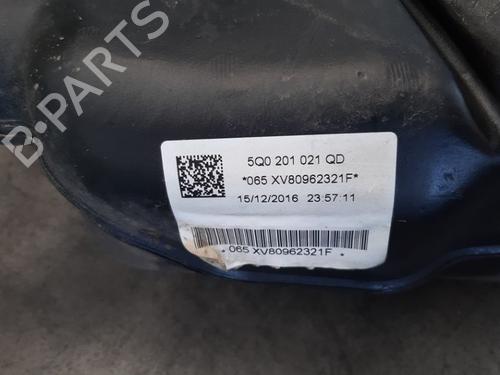 B-PARTS
5Q0 201 021 QD
*065 XV80962321F*
15/12/2016 23:57:11
* 065 XV80962321F *